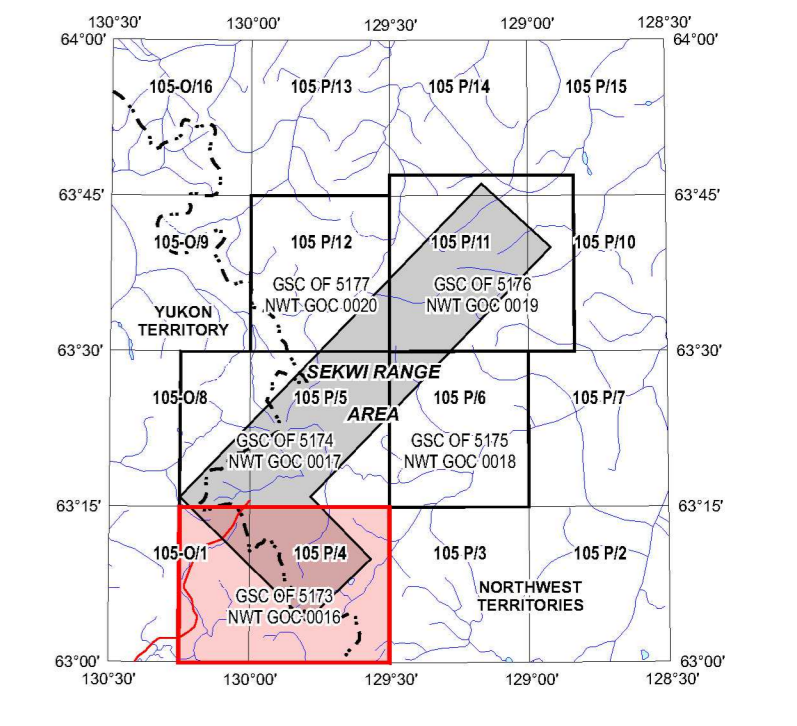 130°30′ 130°00′ 129°30′ 129°00′ 128°30′
64°00′ 64°00′
105-O/16 105 P/13 105 P/14 105 P/15
63°45′ 63°45′
105-O/9 105 P/12 105 P/11 105 P/10
GSC OF 5177 GSC OF 5176
NWT GOC 0020 NWT GOC 0019
YUKON
TERRITORY
63°30′ 63°30′
SEKWI RANGE
105-O/8 105 P/5 105 P/6 105 P/7
AREA
GSC OF 5174 GSC OF 5175
NWT GOC 0017 NWT GOC 0018
63°15′ 63°15′
105-O/1 105 P/4 105 P/3 105 P/2
GSC OF 5173
NWT GOC 0016
NORTHWEST
TERRITORIES
63°00′ 63°00′
130°30′ 130°00′ 129°30′ 129°00′ 128°30′